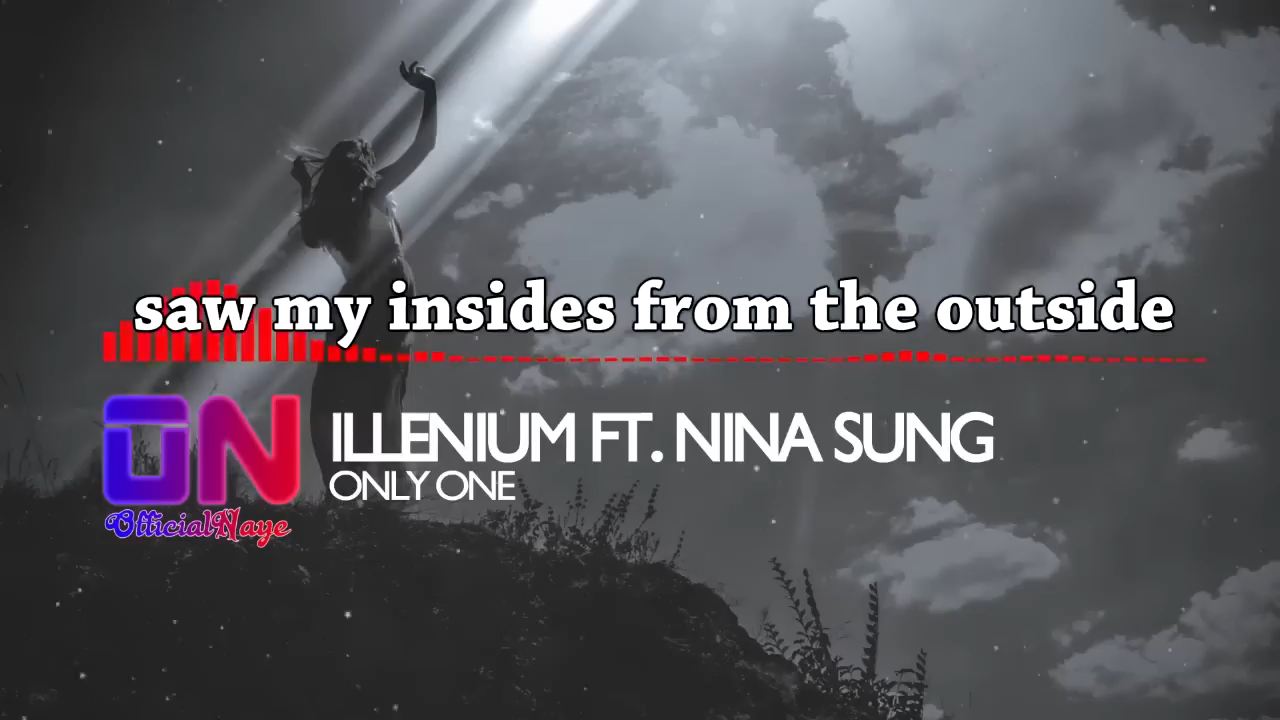 saw my insides from the outside
ON
OfficialNaye
ILLENIUM FT. NINA SUNG
ONLY ONE